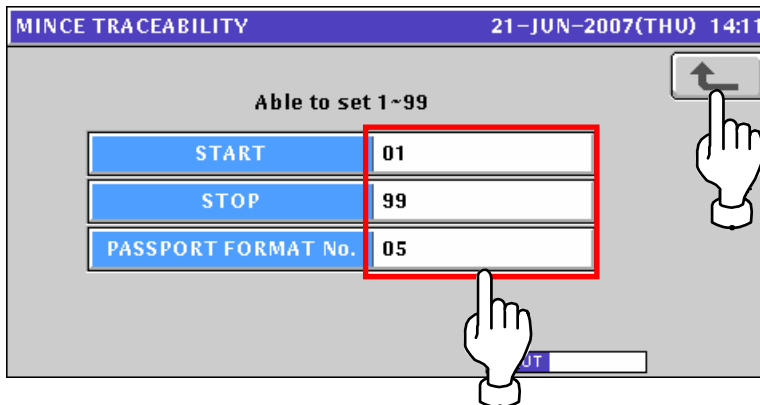 MINCE TRACEABILITY 21-JUN-2007(THU) 14:11
Able to set 1~99
START 01
STOP 99
PASSPORT FORMAT No. 05